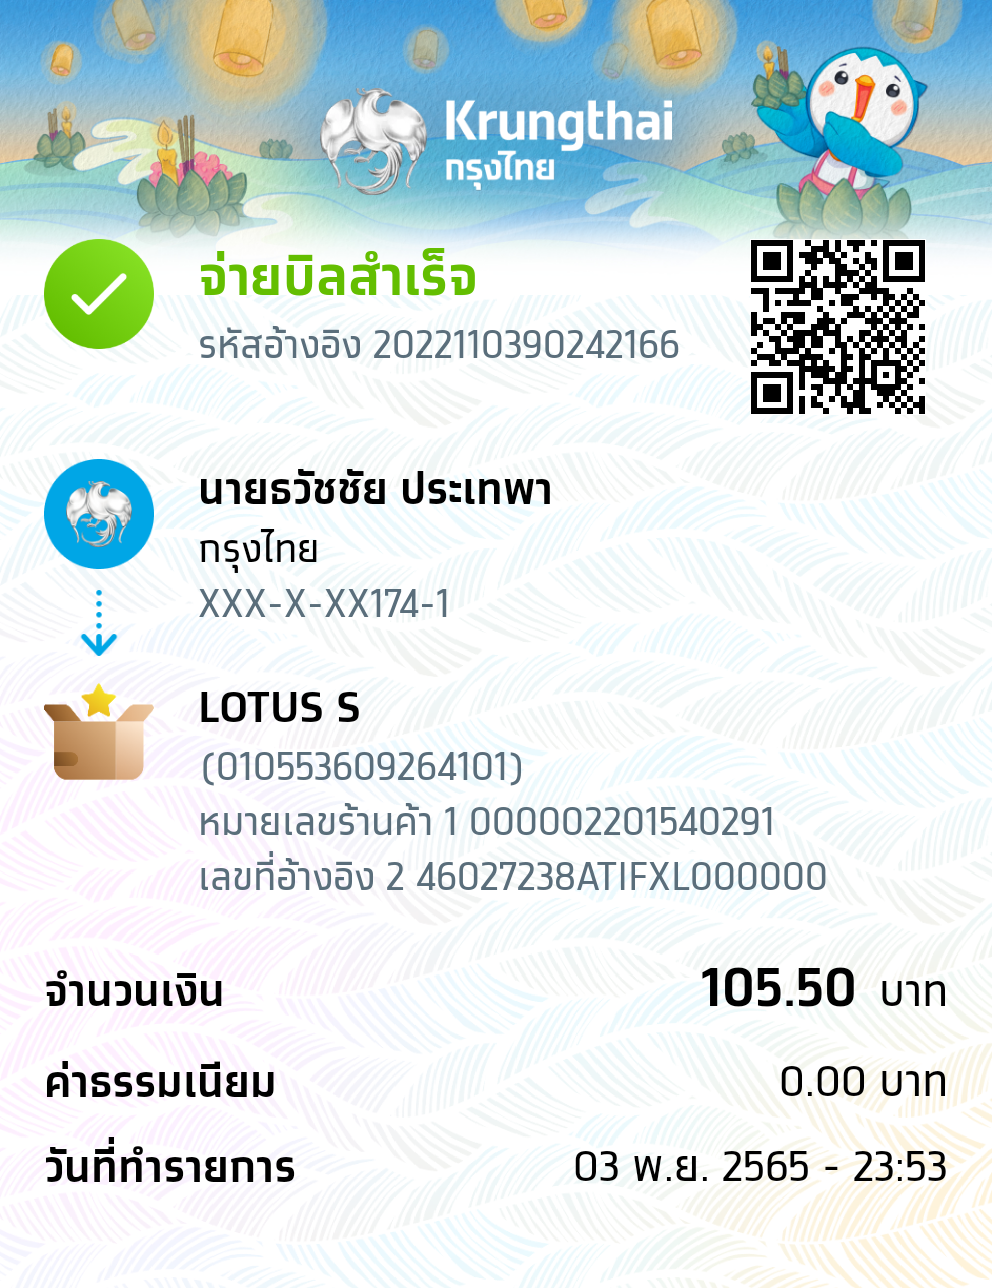 Krungthai
กรุงไทย
จ่ายบิลสำเร็จ
รหัสอ้างอิง 2022110390242166
นายธวัชชัย ประเทพา
กรุงไทย
XXX-X-XX174-1
LOTUS S
(010553609264101)
หมายเลขร้านค้า 1 000002201540291
เลขที่อ้างอิง 2 46027238ATIFXL000000
จำนวนเงิน 105.50 บาท
ค่าธรรมเนียม 0.00 บาท
วันที่ทำรายการ 03 พ.ย. 2565 - 23:53